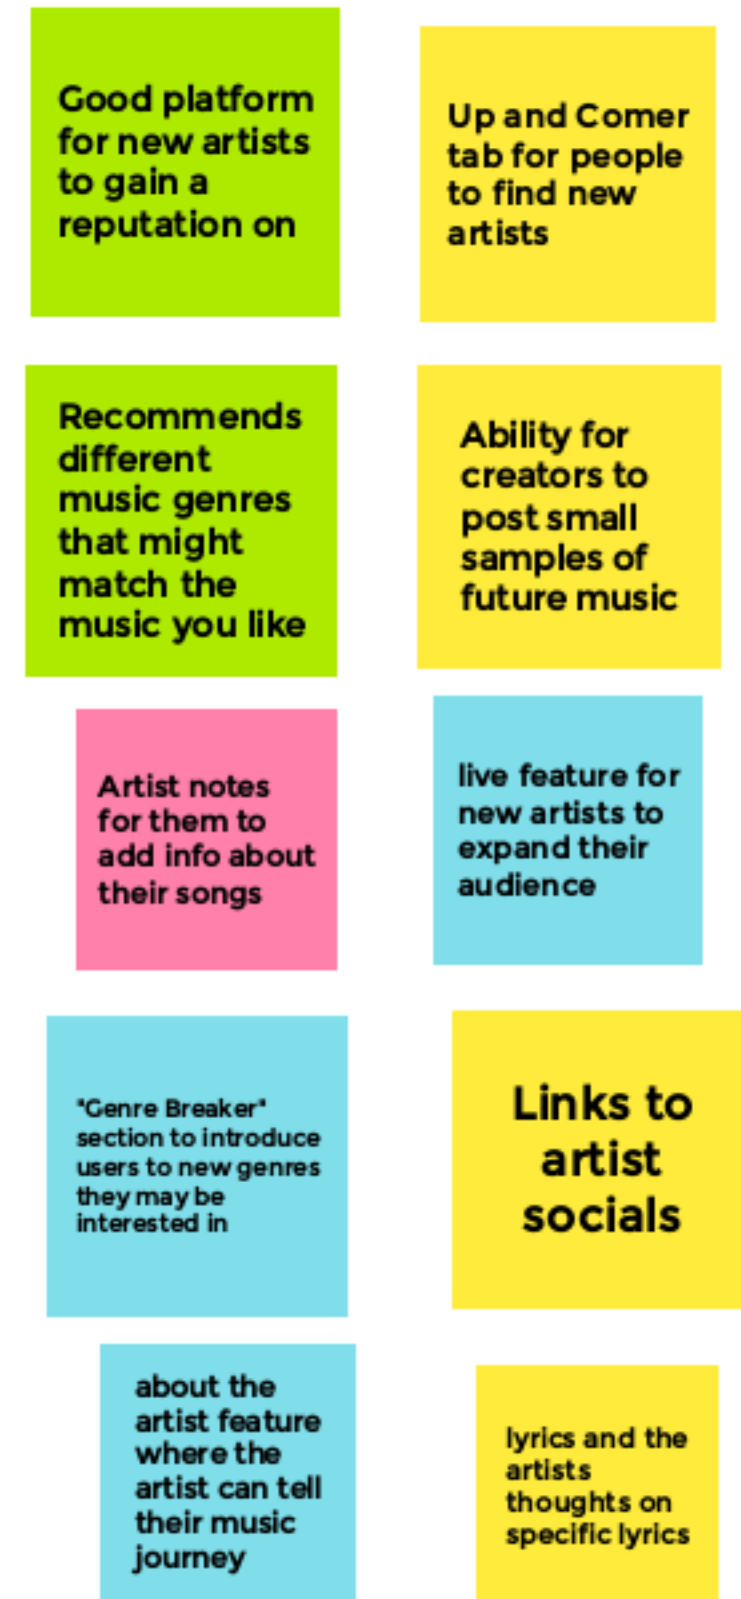 Good platform
for new artists
to gain a
reputation on
Up and Comer
tab for people
to find new
artists
Recommends
different
music genres
that might
match the
music you like
Ability for
creators to
post small
samples of
future music
Artist notes
for them to
add info about
their songs
live feature for
new artists to
expand their
audience
"Genre Breaker"
section to introduce
users to new genres
they may be
interested in
Links to
artist
socials
about the
artist feature
where the
artist can tell
their music
journey
lyrics and the
artists
thoughts on
specific lyrics